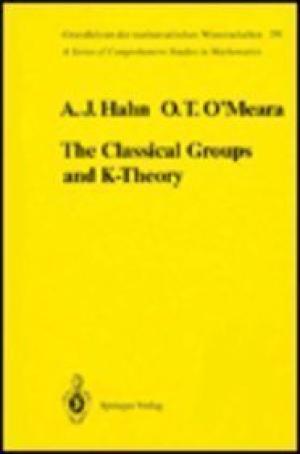 Grundlehren der mathematischen Wissenschaften
A Series of Comprehensive Studies in Mathematics
A. J. Hahn O. T. O'Meara
The Classical Groups
and K-Theory
Springer-Verlag